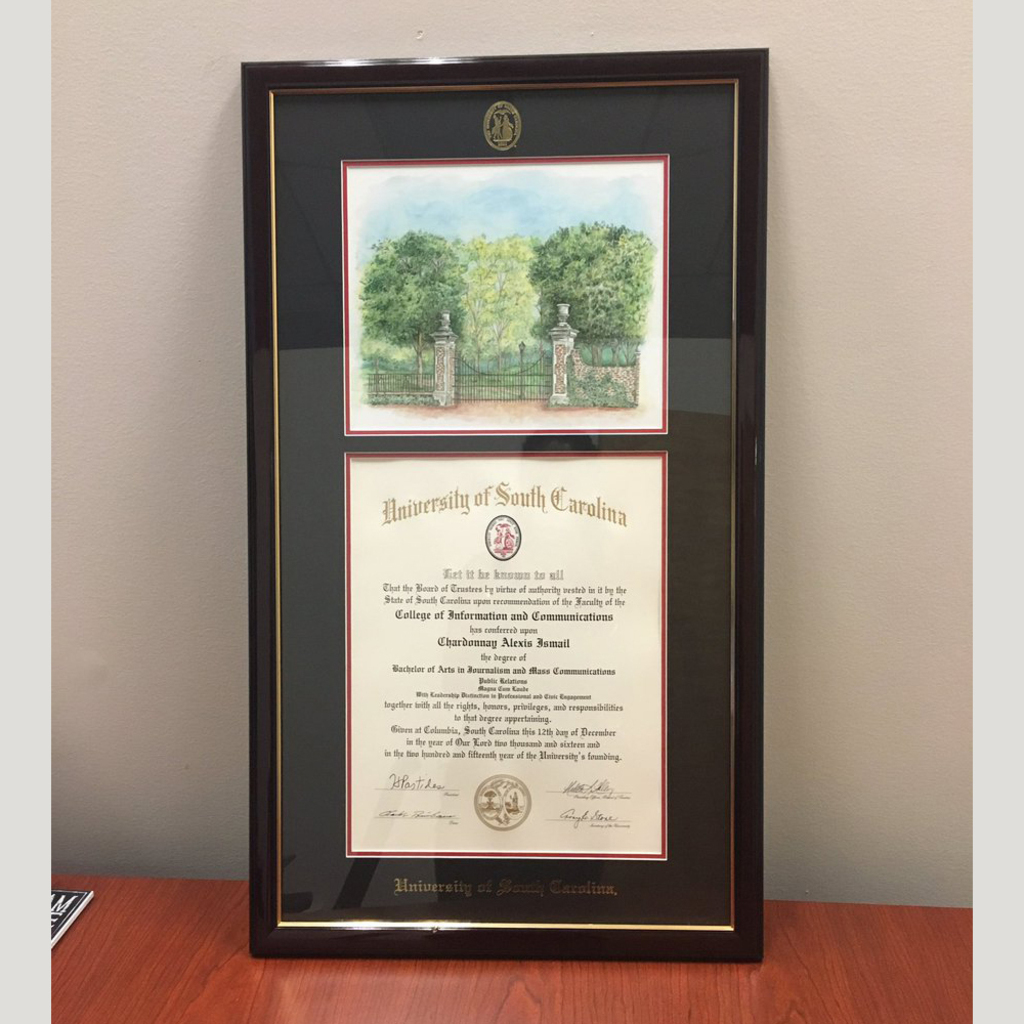 University of South Carolina
Let it be known to all
That the Board of Trustees by virtue of authority vested in it by the
State of South Carolina upon recommendation of the Faculty of the
College of Information and Communications
has conferred upon
Chardonnay Alexis Ismail
the degree of
Bachelor of Arts in Journalism and Mass Communications
Public Relations
Magna Cum Laude
With Leadership Distinction in Professional and Civic Engagement
together with all the rights, honors, privileges, and responsibilities
to that degree appertaining.
Given at Columbia, South Carolina this 12th day of December
in the year of Our Lord two thousand and sixteen and
in the two hundred and fifteenth year of the University's founding.
President
Secretary of the University
University of South Carolina